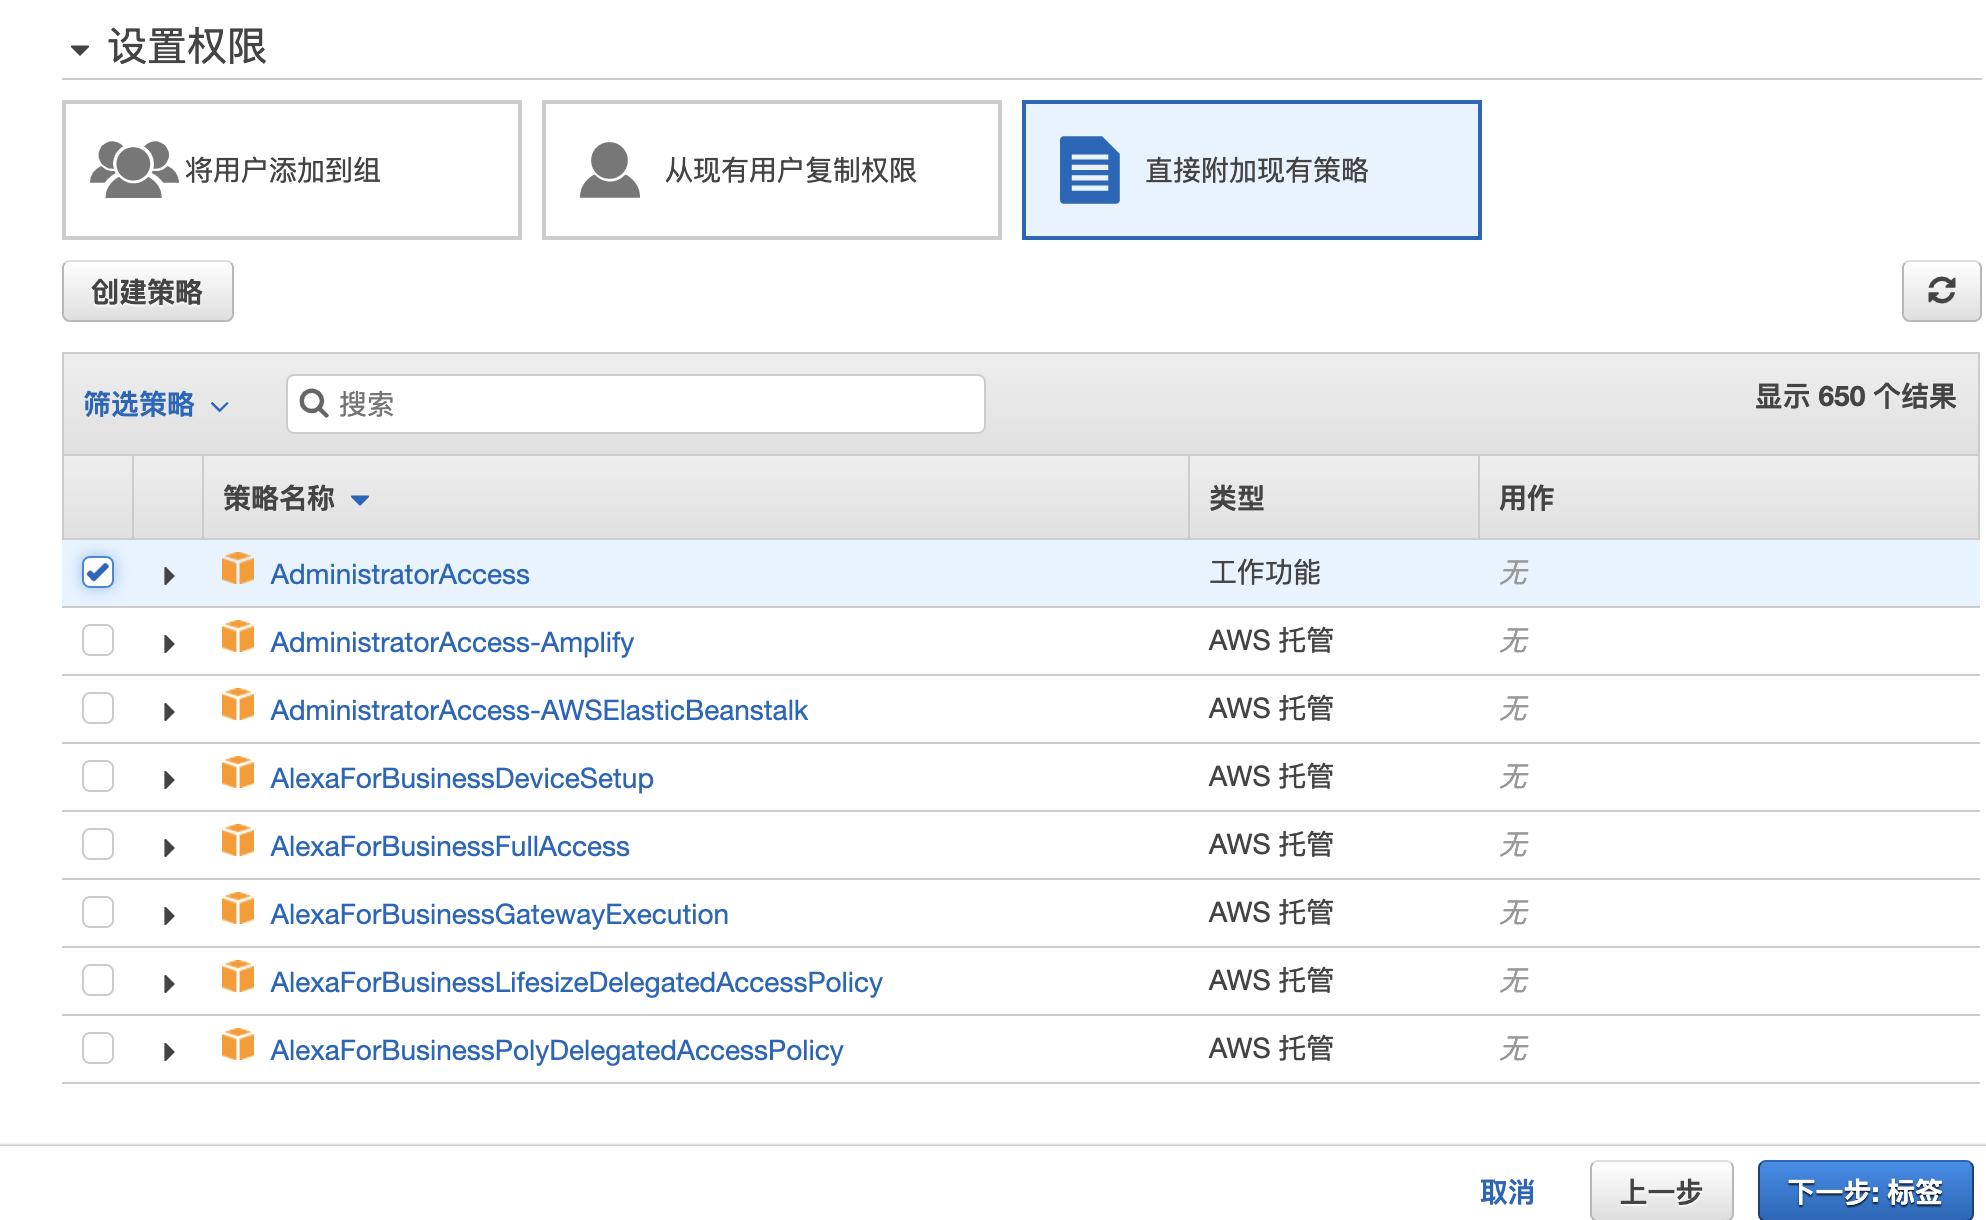 设置权限
将用户添加到组
从现有用户复制权限
直接附加现有策略
创建策略
筛选策略
搜索
显示 650 个结果
策略名称 类型 用作
AdministratorAccess 工作功能 无
AdministratorAccess-Amplify AWS 托管 无
AdministratorAccess-AWSElasticBeanstalk AWS 托管 无
AlexaForBusinessDeviceSetup AWS 托管 无
AlexaForBusinessFullAccess AWS 托管 无
AlexaForBusinessGatewayExecution AWS 托管 无
AlexaForBusinessLifesizeDelegatedAccessPolicy AWS 托管 无
AlexaForBusinessPolyDelegatedAccessPolicy AWS 托管 无
取消 上一步 下一步: 标签